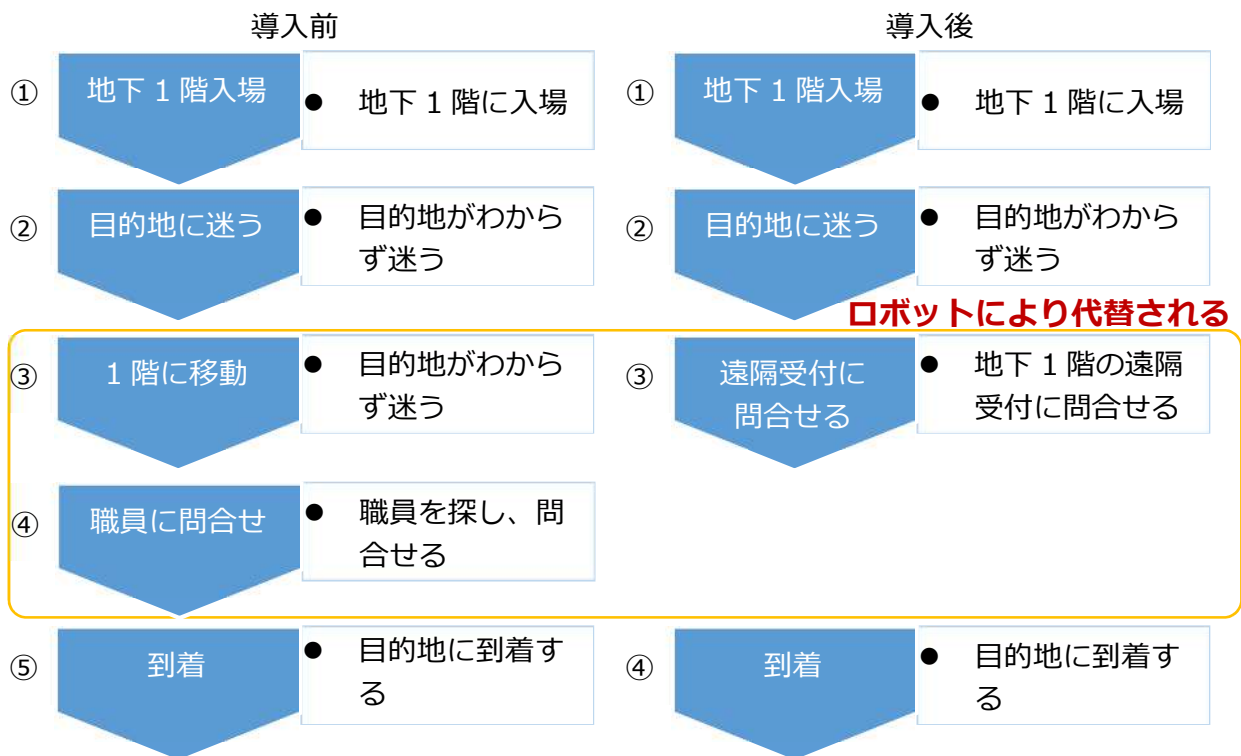 導入前
① 地下 1 階入場
● 地下 1 階に入場
② 目的地に迷う
● 目的地がわから
ず迷う
③ 1 階に移動
● 目的地がわから
ず迷う
④ 職員に問合せ
● 職員を探し、問
合せる
⑤ 到着
● 目的地に到着す
る
導入後
① 地下 1 階入場
● 地下 1 階に入場
② 目的地に迷う
● 目的地がわから
ず迷う
ロボットにより代替される
③ 遠隔受付に
問合せる
● 地下 1 階の遠隔
受付に問合せる
④ 到着
● 目的地に到着す
る